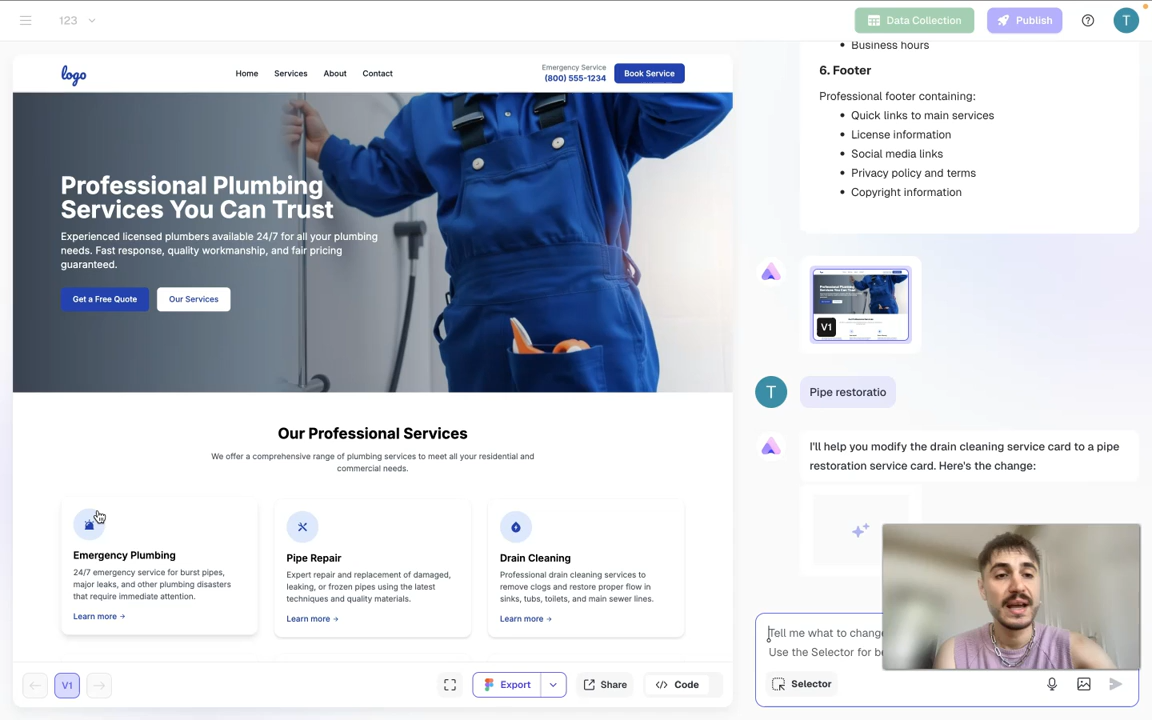 123
Data Collection
Publish
T
logo
Home
Services
About
Contact
Emergency Service
(800) 555-1234
Book Service
Professional Plumbing
Services You Can Trust
Experienced licensed plumbers available 24/7 for all your plumbing
needs. Fast response, quality workmanship, and fair pricing
guaranteed.
Get a Free Quote
Our Services
Our Professional Services
We offer a comprehensive range of plumbing services to meet all your residential and
commercial needs.
Emergency Plumbing
24/7 emergency service for burst pipes,
major leaks, and other plumbing disasters
that require immediate attention.
Learn more →
Pipe Repair
Expert repair and replacement of damaged,
leaking, or frozen pipes using the latest
techniques and quality materials.
Learn more →
Drain Cleaning
Professional drain cleaning services to
remove clogs and restore proper flow in
sinks, tubs, toilets, and main sewer lines.
Learn more →
V1
Export
Share
</> Code
• Business hours
6. Footer
Professional footer containing:
• Quick links to main services
• License information
• Social media links
• Privacy policy and terms
• Copyright information
V1
T
Pipe restoratio
I'll help you modify the drain cleaning service card to a pipe
restoration service card. Here's the change:
Tell me what to change
Use the Selector for
Selector